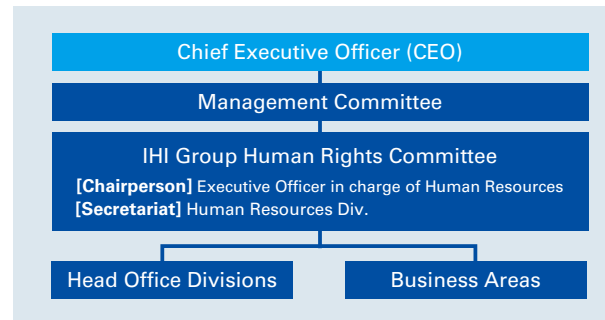 Chief Executive Officer (CEO)
Management Committee
IHI Group Human Rights Committee
[Chairperson] Executive Officer in charge of Human Resources
[Secretariat] Human Resources Div.
Head Office Divisions
Business Areas